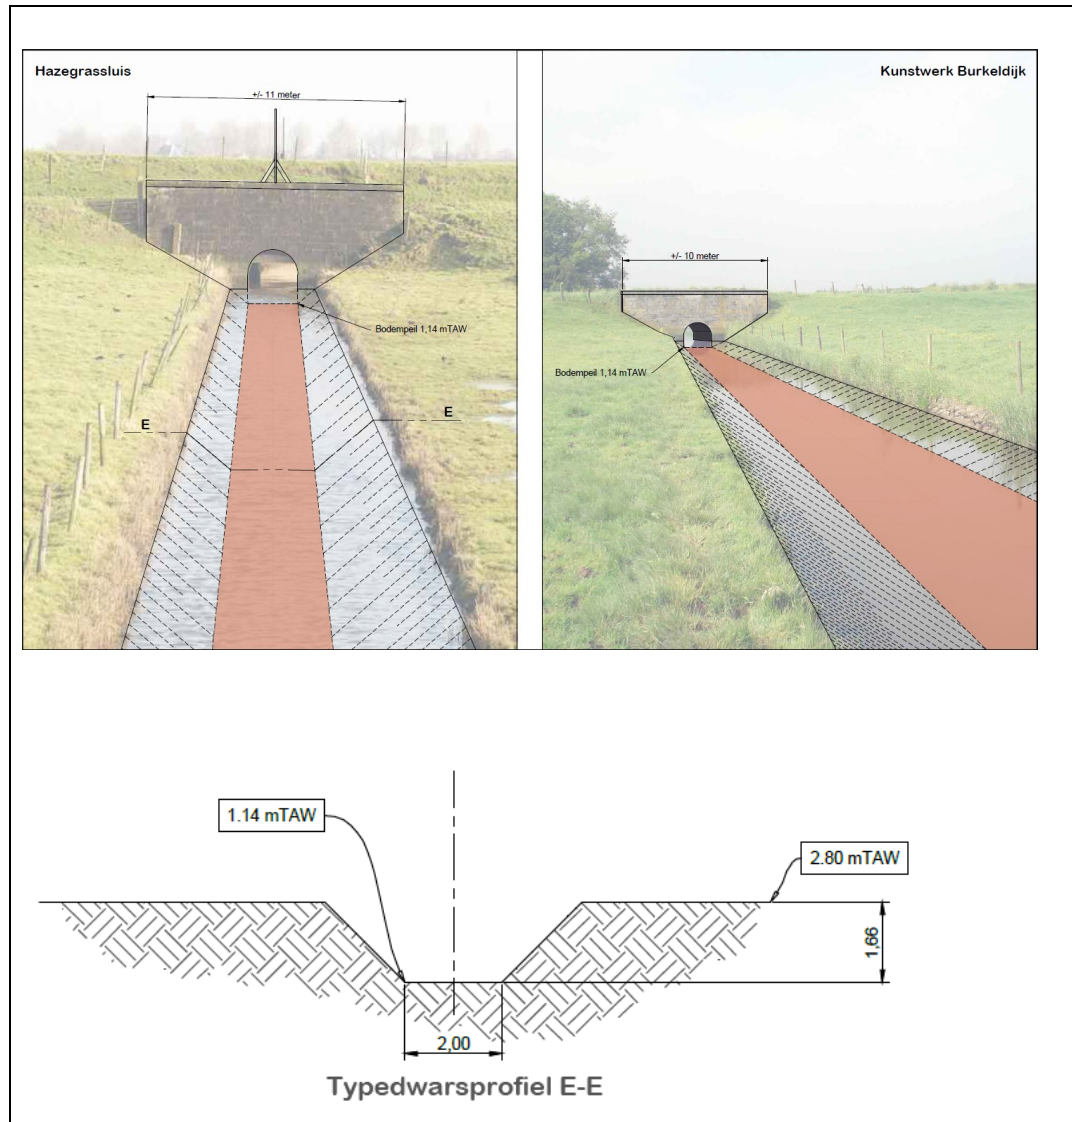 Hazegrassluis
Kunstwerk Burkeldijk
+/- 11 meter
Bodempeil 1,14 mTAW
E
E
+/- 10 meter
Bodempeil 1,14 mTAW
1.14 mTAW
2.80 mTAW
1,66
2,00
Typedwarsprofiel E-E